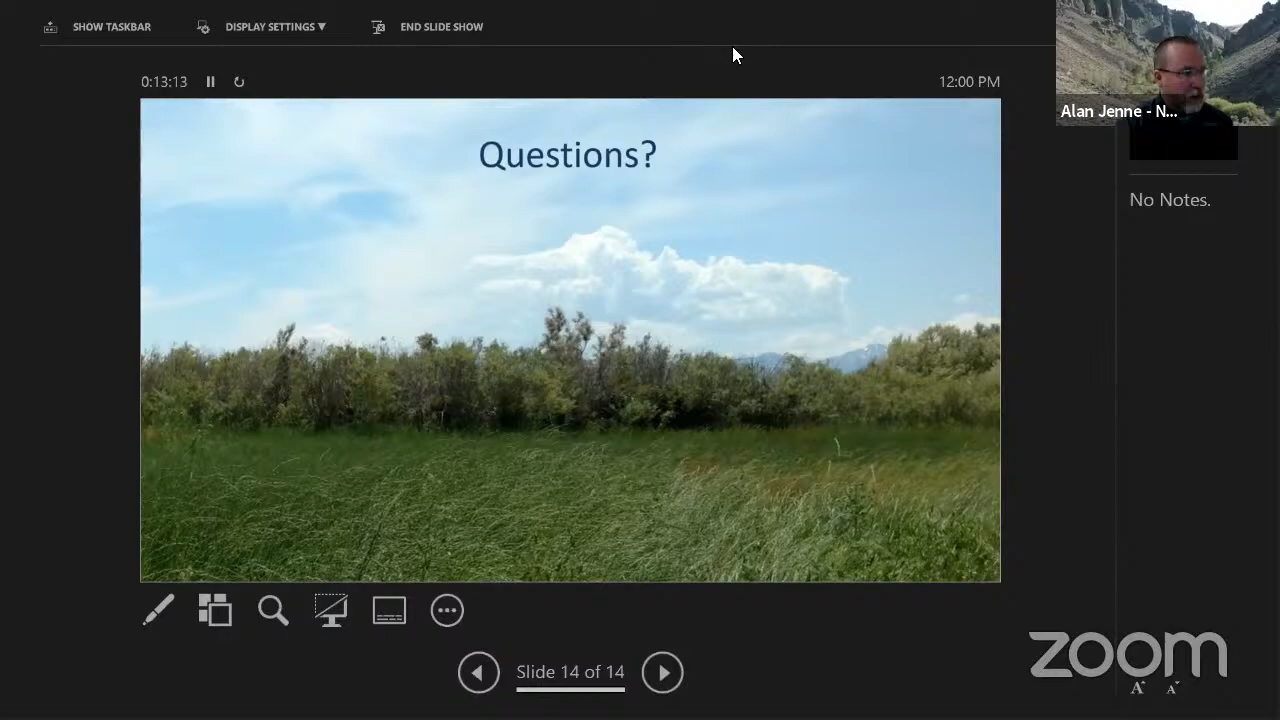 SHOW TASKBAR
DISPLAY SETTINGS ▼
END SLIDE SHOW
0:13:13
12:00 PM
Alan Jenne - N...
Questions?
No Notes.
Slide 14 of 14
zoom
A A